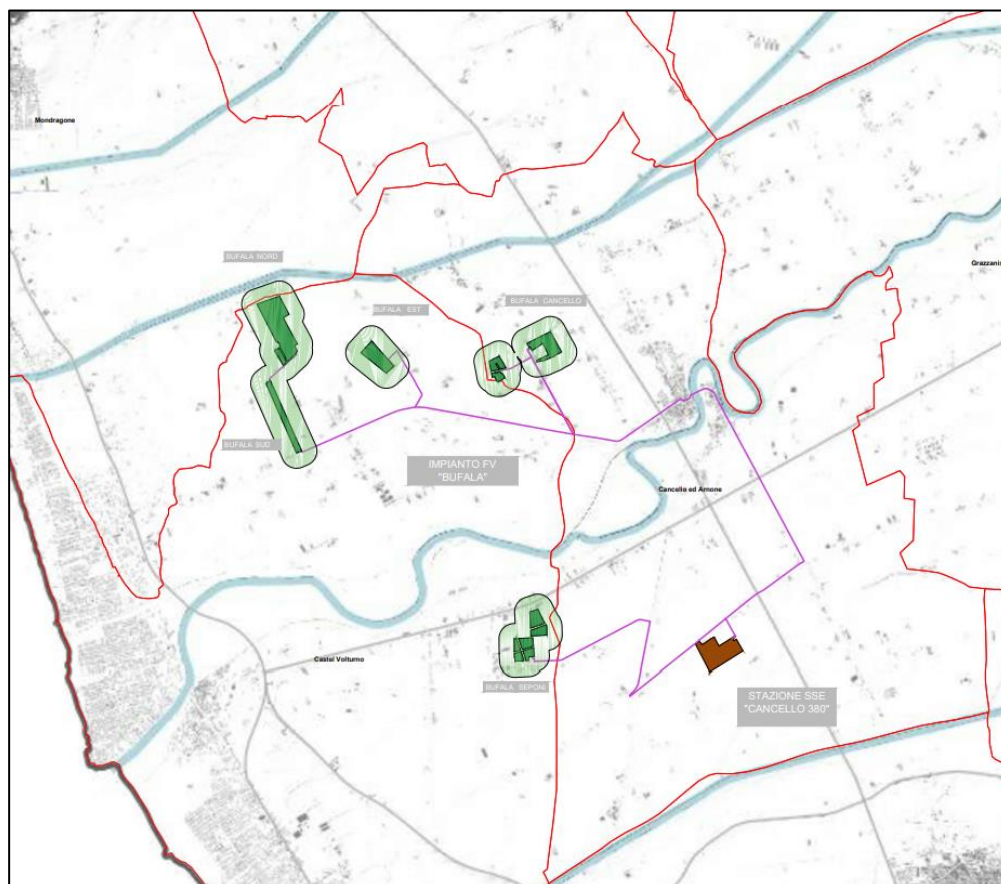 Mondragone
BUFALA NORD
Grazzanis
BUFALA EST
BUFALA CANCELLO
BUFALA SUD
IMPIANTO FV
"BUFALA"
Cancello ed Arnone
Castel Volturno
BUFALA SEPONI
STAZIONE SSE
"CANCELLO 380"